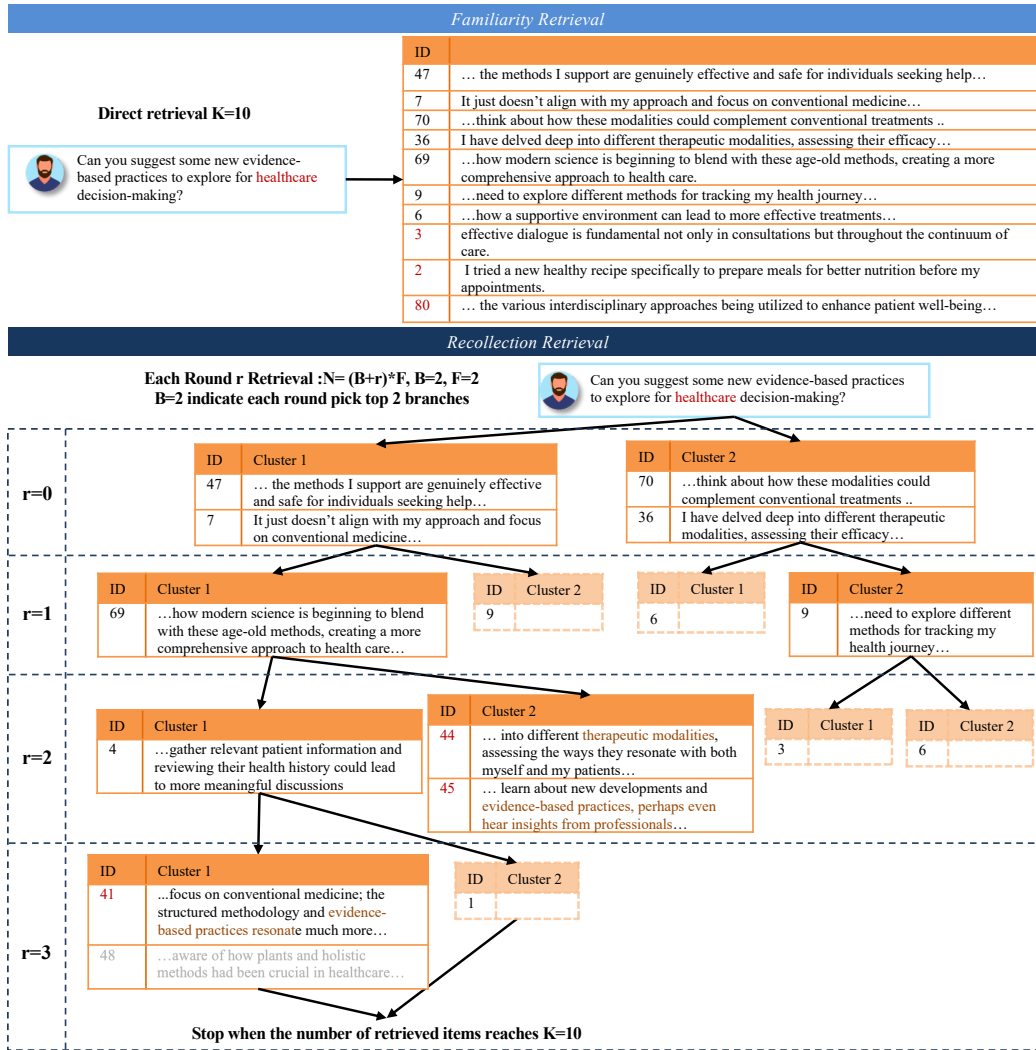 Familiarity Retrieval
ID
47
… the methods I support are genuinely effective and safe for individuals seeking help…
7
It just doesn’t align with my approach and focus on conventional medicine…
Direct retrieval K=10
70
…think about how these modalities could complement conventional treatments ..
36
I have delved deep into different therapeutic modalities, assessing their efficacy…
Can you suggest some new evidence-
based practices to explore for healthcare
decision-making?
69
…how modern science is beginning to blend with these age-old methods, creating a more
comprehensive approach to health care.
9
…need to explore different methods for tracking my health journey…
6
…how a supportive environment can lead to more effective treatments…
3
effective dialogue is fundamental not only in consultations but throughout the continuum of
care.
2
I tried a new healthy recipe specifically to prepare meals for better nutrition before my
appointments.
80
… the various interdisciplinary approaches being utilized to enhance patient well-being…
Recollection Retrieval
Each Round r Retrieval :N= (B+r)*F, B=2, F=2
B=2 indicate each round pick top 2 branches
Can you suggest some new evidence-based practices
to explore for healthcare decision-making?
r=0
ID Cluster 1
47
… the methods I support are genuinely effective
and safe for individuals seeking help…
7
It just doesn’t align with my approach and focus
on conventional medicine…
ID Cluster 2
70
…think about how these modalities could
complement conventional treatments ..
36
I have delved deep into different therapeutic
modalities, assessing their efficacy…
r=1
ID Cluster 1
69
…how modern science is beginning to blend
with these age-old methods, creating a more
comprehensive approach to health care…
ID Cluster 2
9
ID Cluster 1
6
ID Cluster 2
9
…need to explore different
methods for tracking my
health journey…
r=2
ID Cluster 1
4
…gather relevant patient information and
reviewing their health history could lead
to more meaningful discussions
ID Cluster 2
44
… into different therapeutic modalities,
assessing the ways they resonate with both
myself and my patients…
45
… learn about new developments and
evidence-based practices, perhaps even
hear insights from professionals…
ID Cluster 1
3
ID Cluster 2
6
r=3
ID Cluster 1
41
...focus on conventional medicine; the
structured methodology and evidence-
based practices resonate much more…
48
…aware of how plants and holistic
methods had been crucial in healthcare…
ID Cluster 2
1
Stop when the number of retrieved items reaches K=10